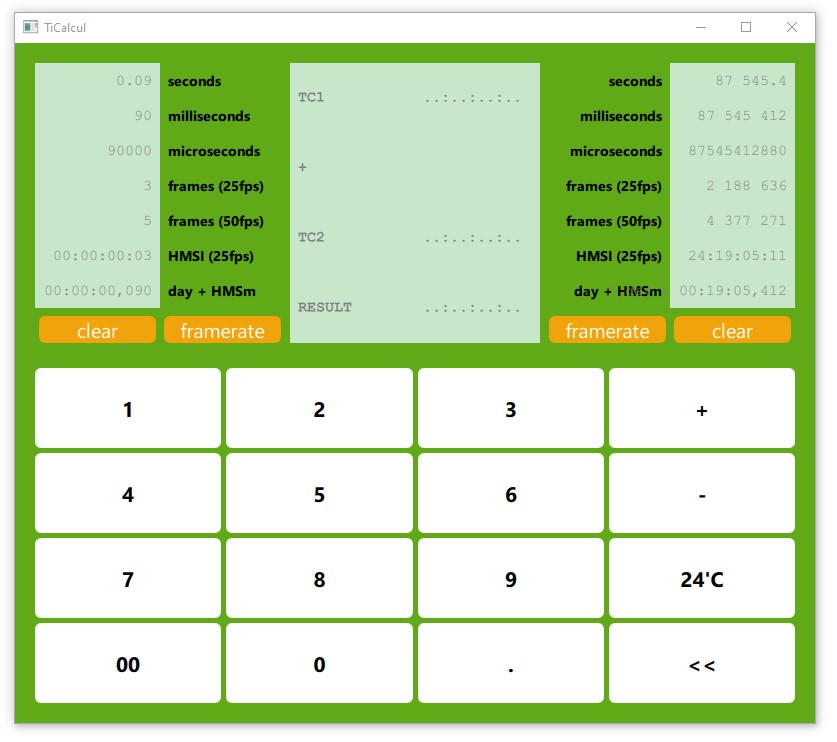 TiCalcul
0.09 seconds
90 milliseconds
90000 microseconds
3 frames (25fps)
5 frames (50fps)
00:00:00:03 HMSI (25fps)
00:00:00,090 day + HMSm
clear framerate
TC1 ..:..:..:..
+
TC2 ..:..:..:..
RESULT ..:..:..:..
seconds 87 545.4
milliseconds 87 545 412
microseconds 87545412880
frames (25fps) 2 188 636
frames (50fps) 4 377 271
HMSI (25fps) 24:19:05:11
day + HMSm 00:19:05,412
framerate clear
1 2 3 +
4 5 6 -
7 8 9 24'C
00 0 . <<